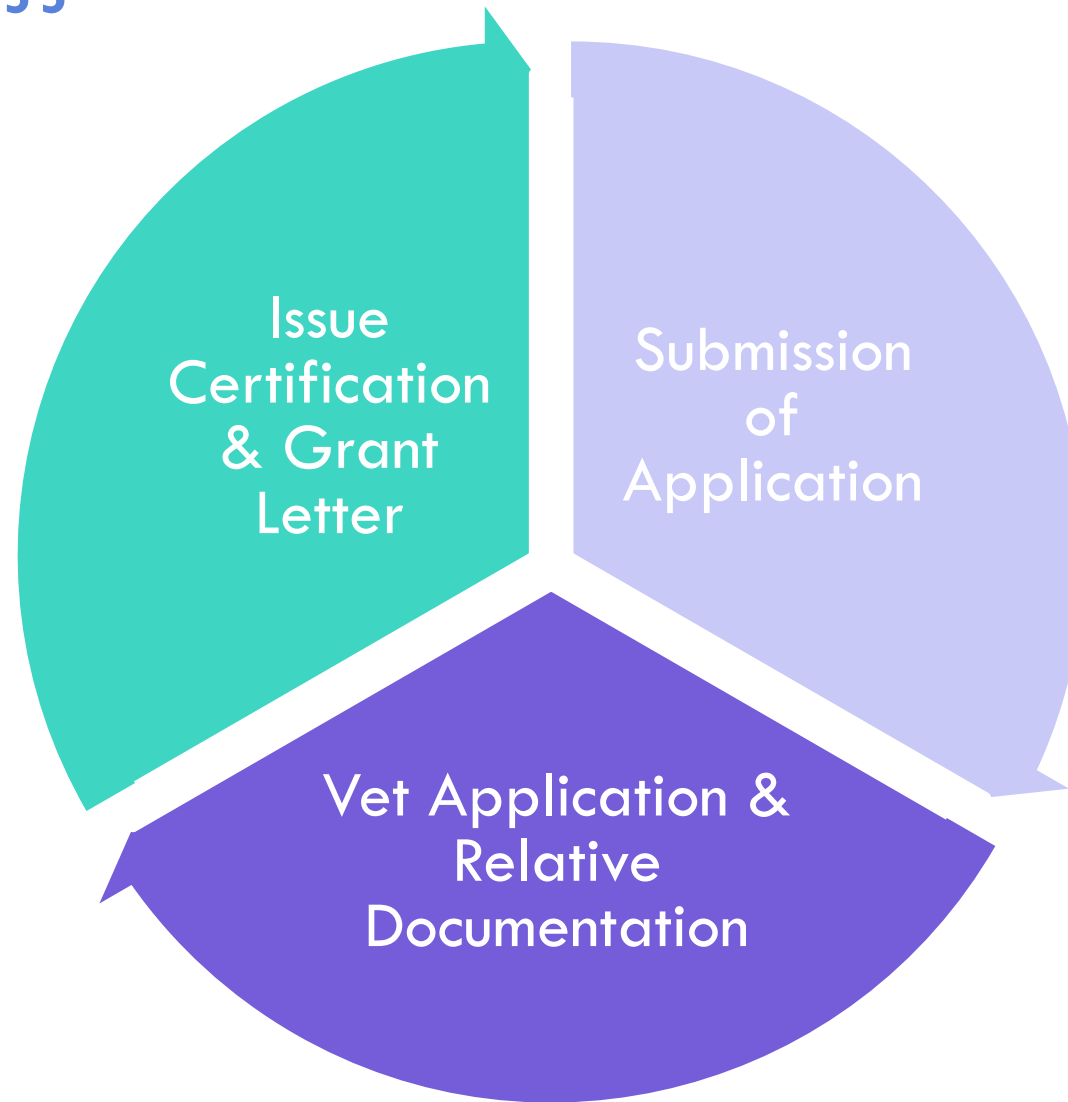 Issue
Certification
& Grant
Letter
Submission
of
Application
Vet Application &
Relative
Documentation